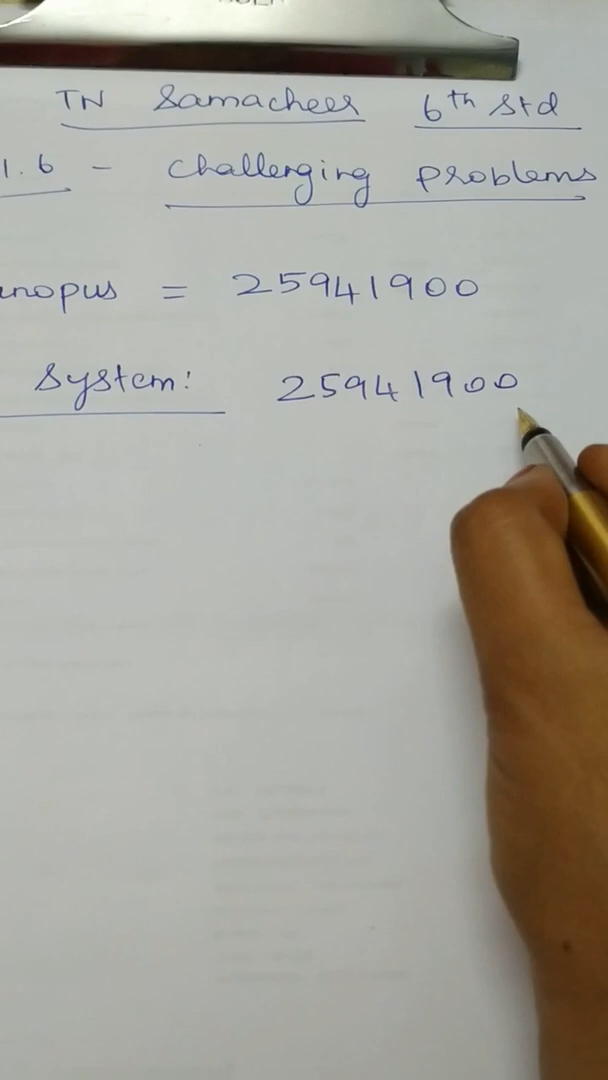 TN Samacheer 6th Std
1.6 - Challenging problems
nopus = 25941900
System: 25941900